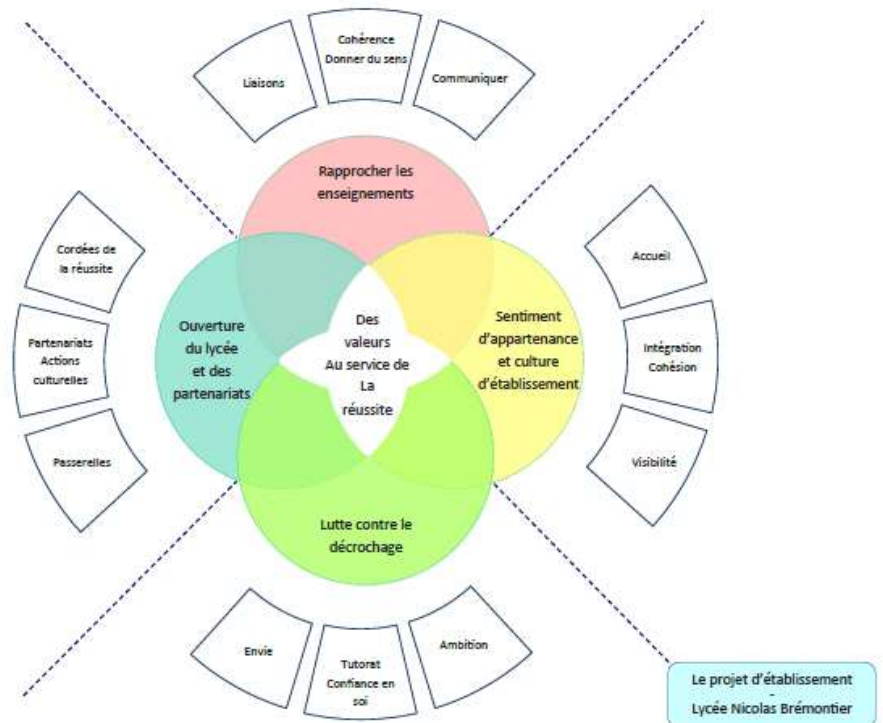 Cohérence
Donner du sens
Liaisons
Communiquer
Rapprocher les
enseignements
Cordées de
la réussite
Partenariats
Actions
culturelles
Passerelles
Ouverture
du lycée
et des
partenariats
Des
valeurs
Au service de
La
réussite
Sentiment
d'appartenance
et culture
d'établissement
Accueil
Intégration
Cohésion
Visibilité
Lutte contre le
décrochage
Envie
Tutorat
Confiance en
soi
Ambition
Le projet d'établissement
-
Lycée Nicolas Brémontier